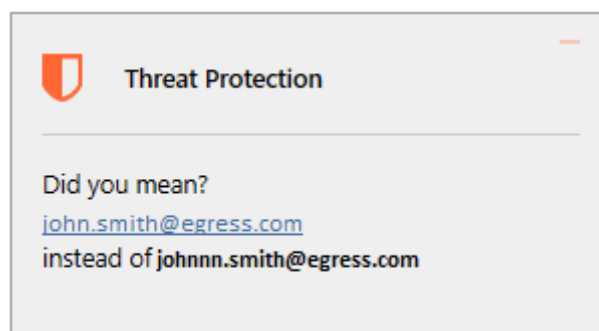 Threat Protection
Did you mean?
john.smith@egress.com
instead of johnnn.smith@egress.com